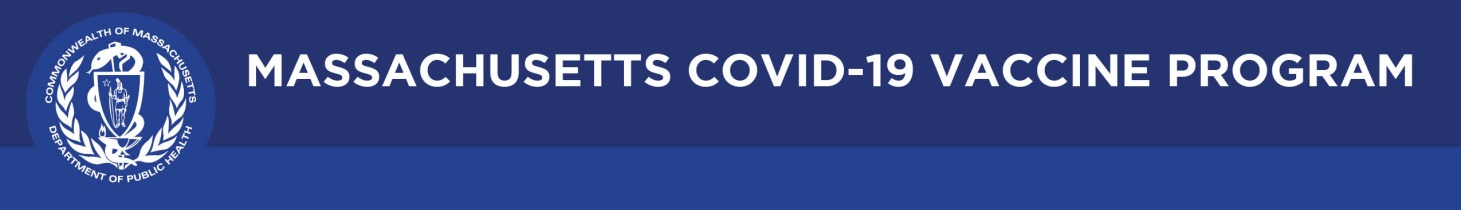 COMMONWEALTH OF MASSACHUSETTS
DEPARTMENT OF PUBLIC HEALTH
MASSACHUSETTS COVID-19 VACCINE PROGRAM